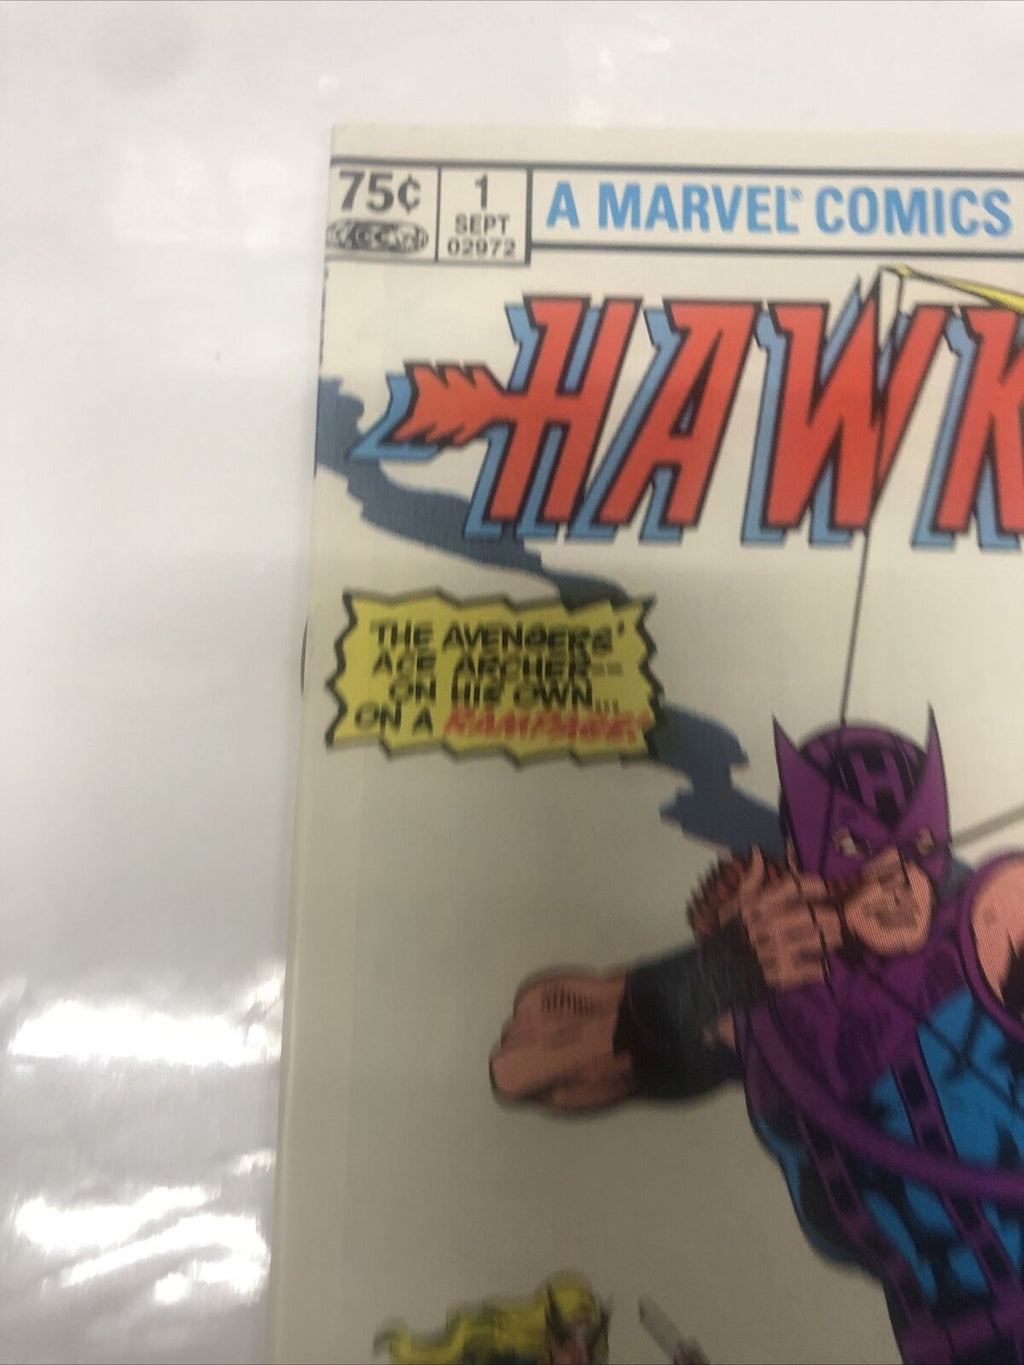 75¢
1
SEPT
02972
A MARVEL® COMICS
HAWK
THE AVENGERS'
ACE ARCHER--
ON HIS OWN...
ON A RAMPAGE!
H